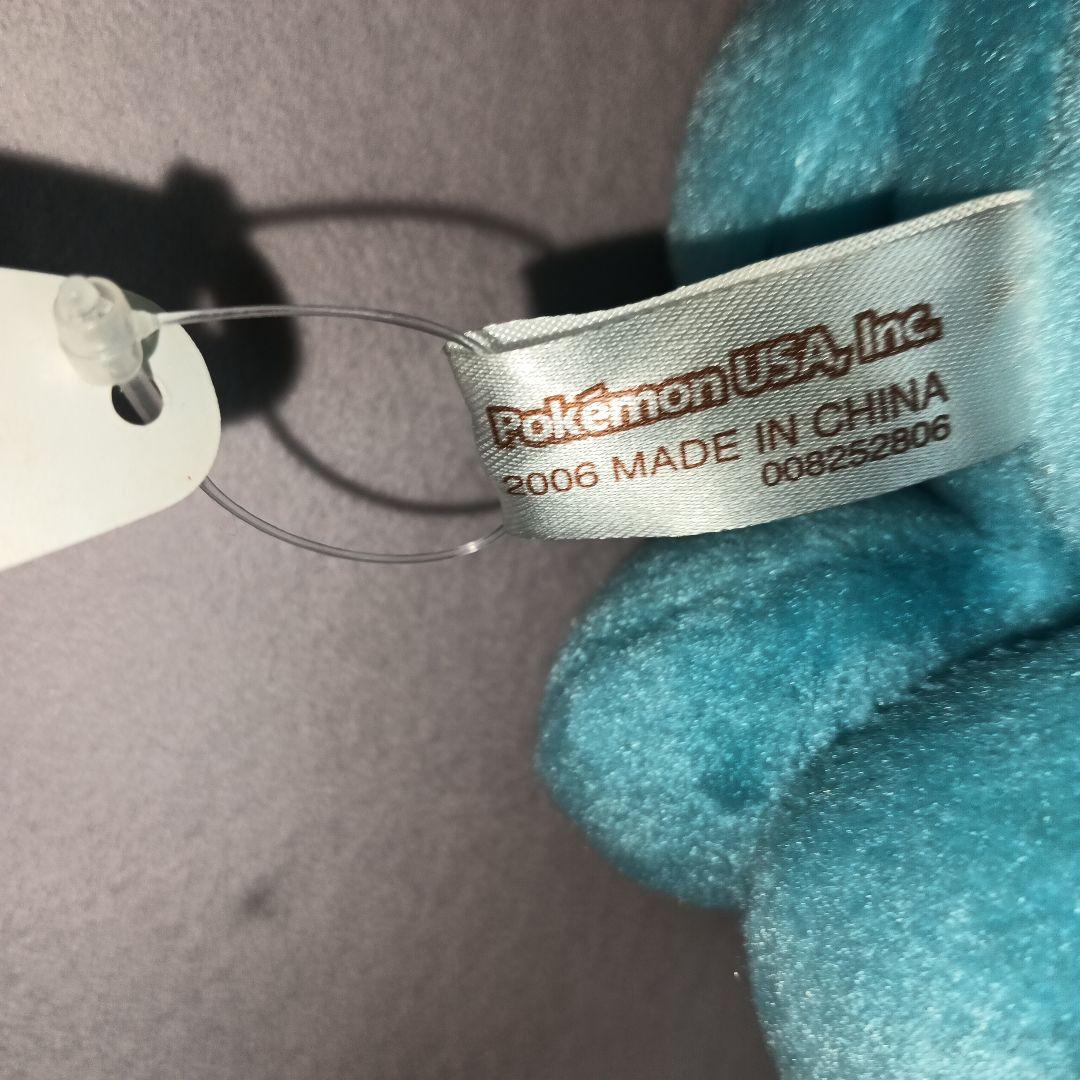 Pokémon USA, Inc.
2006 MADE IN CHINA
008252806